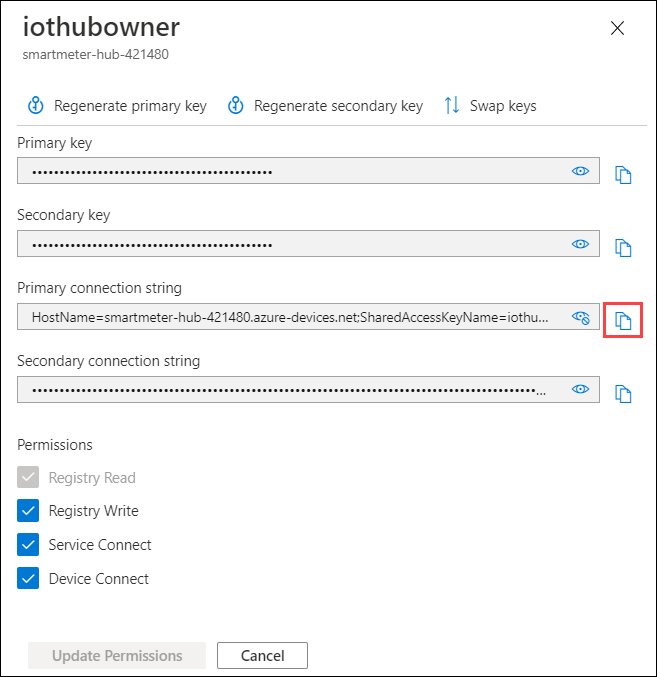 iothubowner
smartmeter-hub-421480
Regenerate primary key Regenerate secondary key Swap keys
Primary key
••••••••••••••••••••••••••••••••••••••••••••
Secondary key
••••••••••••••••••••••••••••••••••••••••••••
Primary connection string
HostName=smartmeter-hub-421480.azure-devices.net;SharedAccessKeyName=iothu...
Secondary connection string
••••••••••••••••••••••••••••••••••••••••••••••••••••••••••••••••••••••••••••••••••••••••••••...
Permissions
Registry Read
Registry Write
Service Connect
Device Connect
Update Permissions Cancel